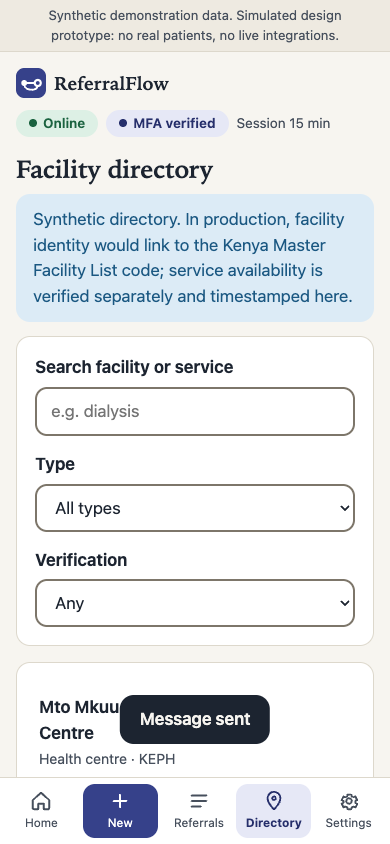 Synthetic demonstration data. Simulated design
prototype: no real patients, no live integrations.
ReferralFlow
Online
MFA verified
Session 15 min
Facility directory
Synthetic directory. In production, facility
identity would link to the Kenya Master
Facility List code; service availability is
verified separately and timestamped here.
Search facility or service
e.g. dialysis
Type
All types
Verification
Any
Mto Mkuu
Centre
Message sent
Health centre · KEPH
Home
New
Referrals
Directory
Settings